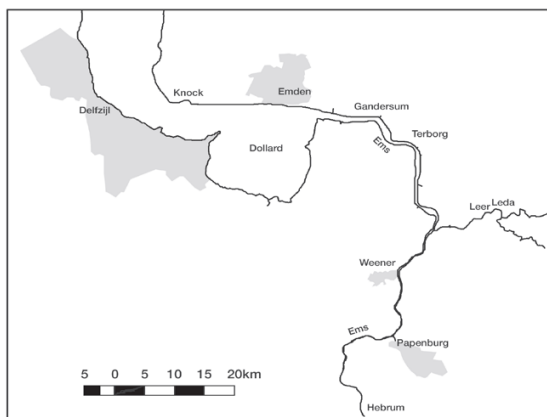 Knock
Emden
Delfzijl
Gandersum
Dollard
Ems
Terborg
Leer
Leda
Weener
Ems
Papenburg
5 0 5 10 15 20km
Hebrum